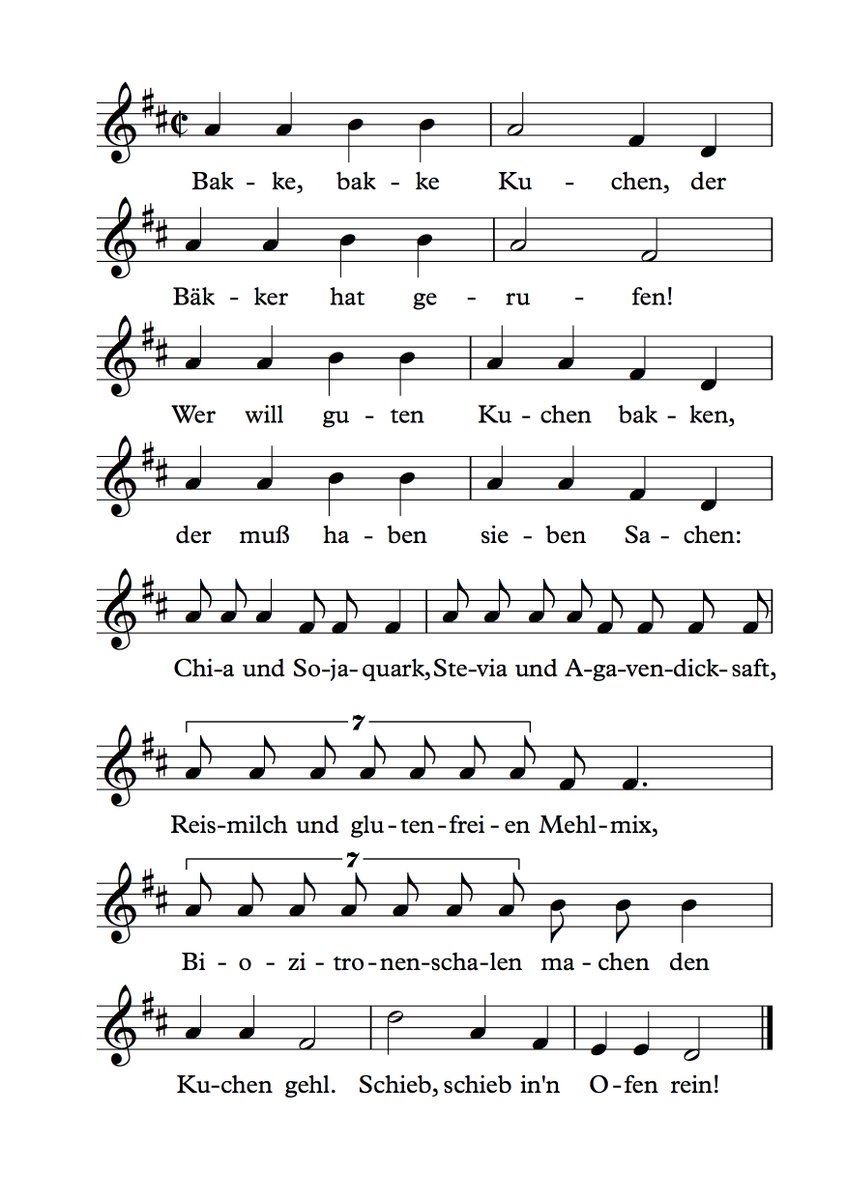 Bak - ke, bak - ke Ku - chen, der
Bäk - ker hat ge - ru - fen!
Wer will gu - ten Ku - chen bak - ken,
der muß ha - ben sie - ben Sa - chen:
Chi-a und So-ja-quark, Ste-via und A-ga-ven-dick-saft,
7
Reis-milch und glu-ten-frei-en Mehl-mix,
7
Bi - o - zi - tro-nen-scha-len ma - chen den
Ku-chen gehl. Schieb, schieb in'n O-fen rein!